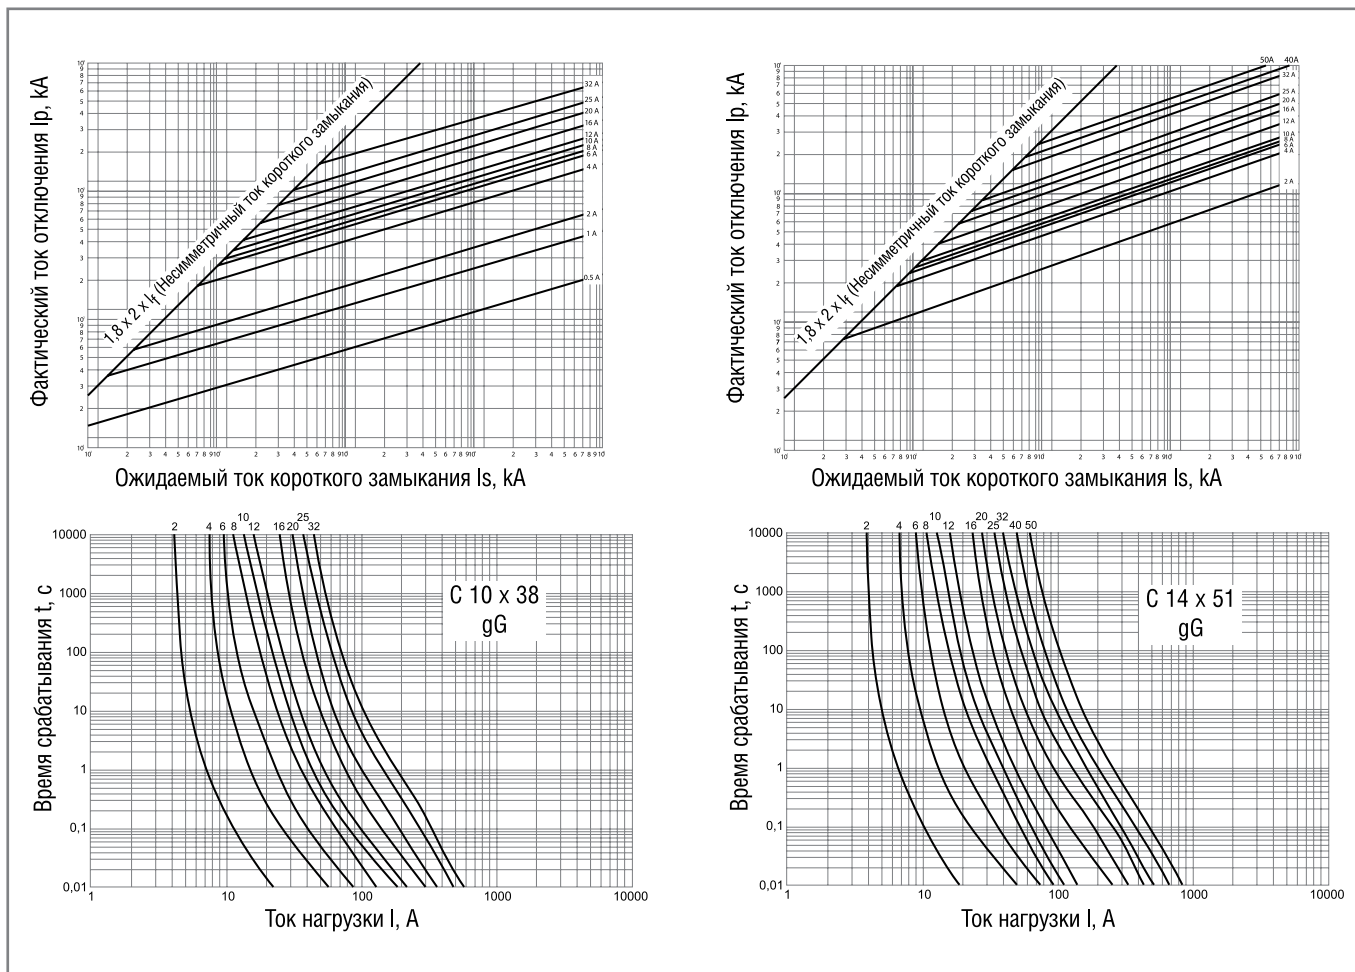 Фактический ток отключения Ip, kA
1,8 x 2 x If (Несимметричный ток короткого замыкания)
32 A
25 A
20 A
16 A
12 A
10 A
8 A
6 A
4 A
2 A
1 A
0.5 A
Ожидаемый ток короткого замыкания Is, kA
Фактический ток отключения Ip, kA
1,8 x 2 x If (Несимметричный ток короткого замыкания)
50A 40A
32 A
25 A
20 A
16 A
12 A
10 A
8 A
6 A
4 A
2 A
Ожидаемый ток короткого замыкания Is, kA
Время срабатывания t, с
2 4 6 8 10 12 16 20 25 32
10000
1000
100
10
1
0,1
0,01
C 10 x 38
gG
1 10 100 1000 10000
Ток нагрузки I, A
Время срабатывания t, с
2 4 6 8 10 12 16 20 25 32 40 50
10000
1000
100
10
1
0,1
0,01
C 14 x 51
gG
1 10 100 1000 10000
Ток нагрузки I, A